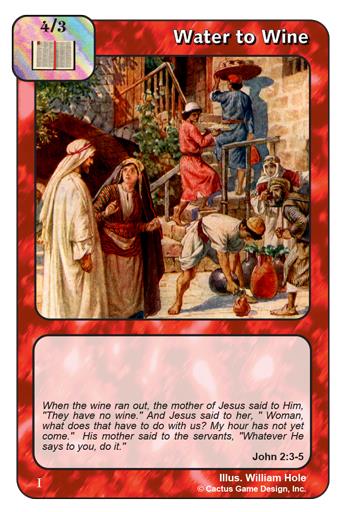 4/3
Water to Wine
When the wine ran out, the mother of Jesus said to Him,
"They have no wine." And Jesus said to her, " Woman,
what does that have to do with us? My hour has not yet
come."  His mother said to the servants, "Whatever He
says to you, do it."
John 2:3-5
I
Illus. William Hole
© Cactus Game Design, Inc.